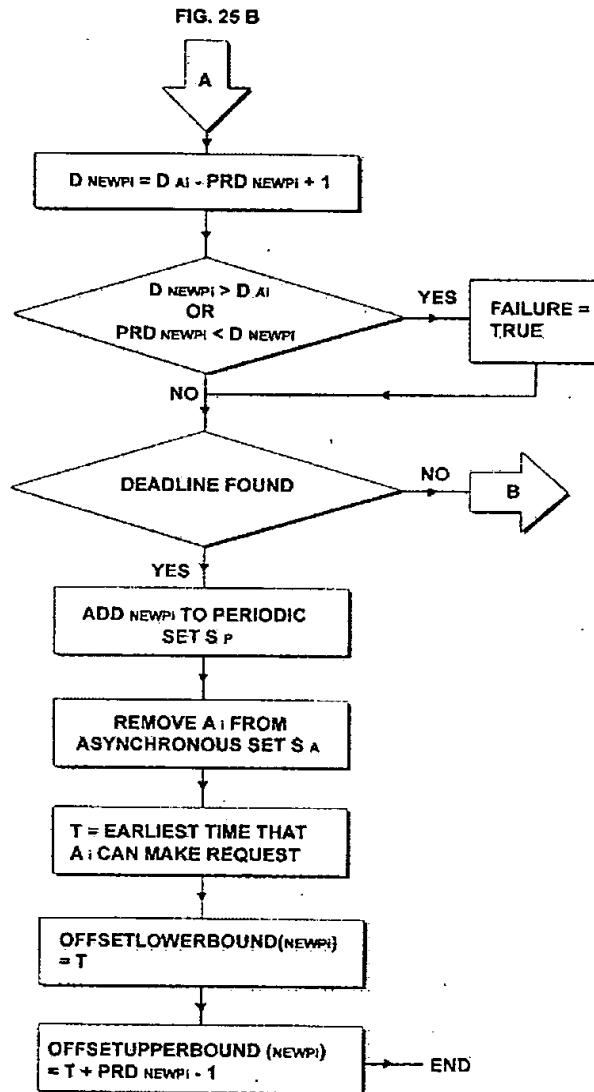 FIG. 25 B
A
D NEWPi = D Ai - PRD NEWPi + 1
D NEWPi > D Ai
OR
PRD NEWPi < D NEWPi
YES
FAILURE =
TRUE
NO
DEADLINE FOUND
NO
B
YES
ADD NEWPi TO PERIODIC
SET S P
REMOVE A i FROM
ASYNCHRONOUS SET S A
T = EARLIEST TIME THAT
A i CAN MAKE REQUEST
OFFSETLOWERBOUND(NEWPi)
= T
OFFSETUPPERBOUND (NEWPi)
= T + PRD NEWPi - 1
END